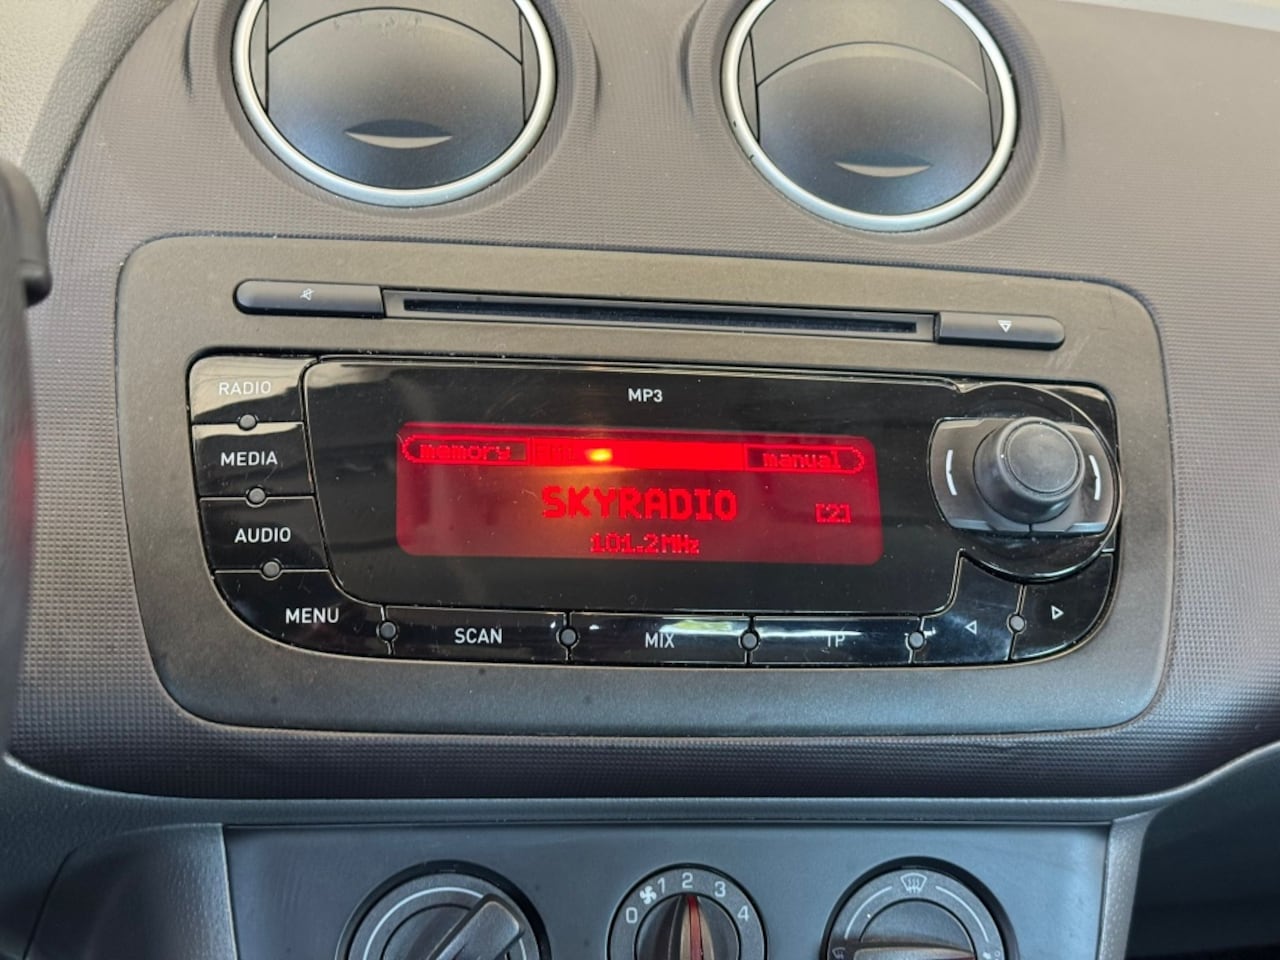 RADIO
MP3
MEDIA
memory
manual
SKYRADIO
[2]
AUDIO
101.2MHz
MENU
SCAN
MIX
TP
0 1 2 3 4